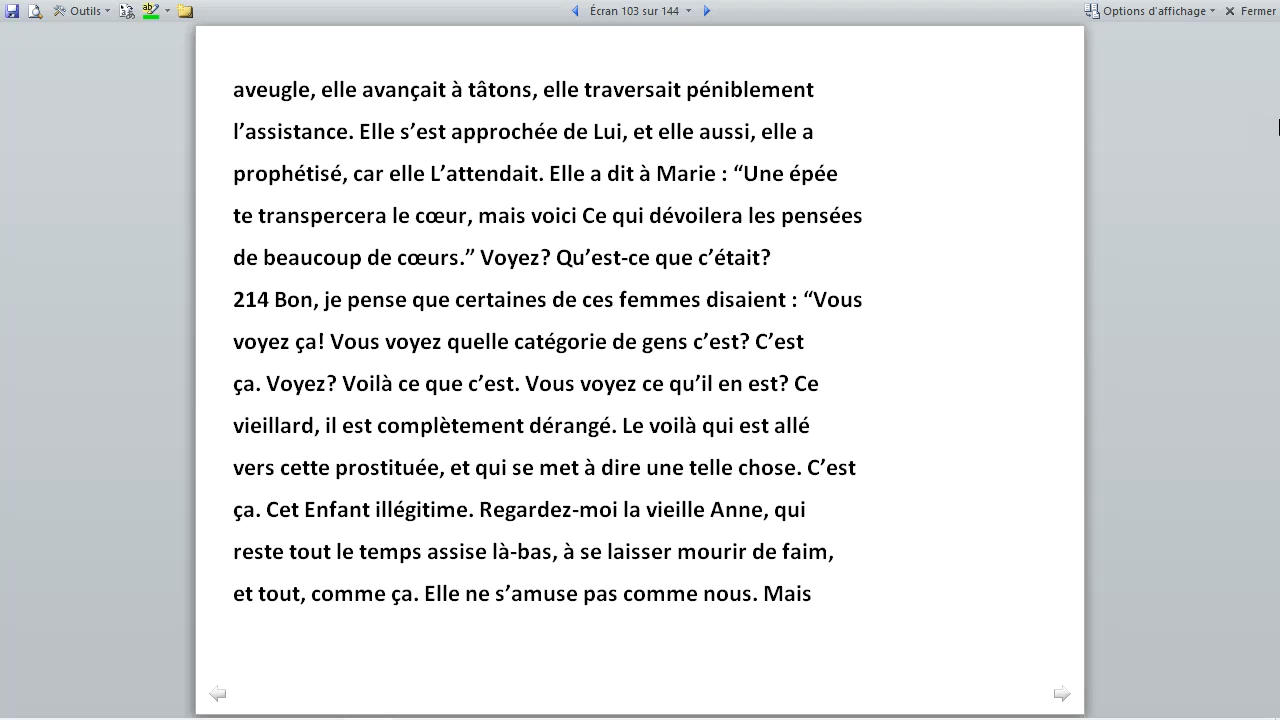 Outils
Écran 103 sur 144
Options d'affichage
Fermer
aveugle, elle avançait à tâtons, elle traversait péniblement
l’assistance. Elle s’est approchée de Lui, et elle aussi, elle a
prophétisé, car elle L’attendait. Elle a dit à Marie : “Une épée
te transpercera le cœur, mais voici Ce qui dévoilera les pensées
de beaucoup de cœurs.” Voyez? Qu’est-ce que c’était?
214 Bon, je pense que certaines de ces femmes disaient : “Vous
voyez ça! Vous voyez quelle catégorie de gens c’est? C’est
ça. Voyez? Voilà ce que c’est. Vous voyez ce qu’il en est? Ce
vieillard, il est complètement dérangé. Le voilà qui est allé
vers cette prostituée, et qui se met à dire une telle chose. C’est
ça. Cet Enfant illégitime. Regardez-moi la vieille Anne, qui
reste tout le temps assise là-bas, à se laisser mourir de faim,
et tout, comme ça. Elle ne s’amuse pas comme nous. Mais